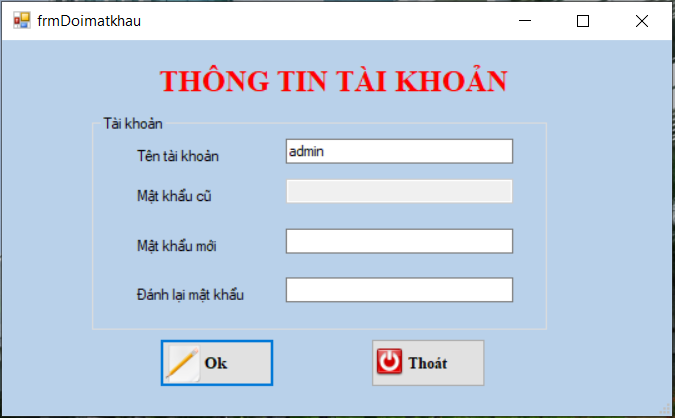 frmDoimatkhau
THÔNG TIN TÀI KHOẢN
Tài khoản
Tên tài khoản admin
Mật khẩu cũ
Mật khẩu mới
Đánh lại mật khẩu
Ok Thoát